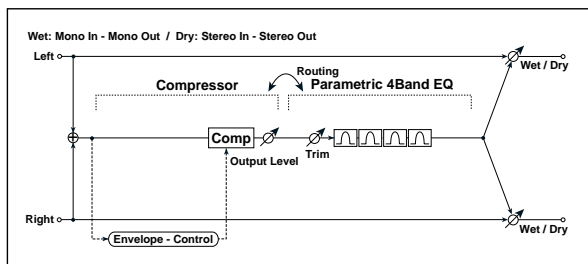 Wet: Mono In - Mono Out / Dry: Stereo In - Stereo Out
Left
Wet / Dry
Routing
Compressor
Parametric 4Band EQ
Comp
Output Level
Trim
Right
Wet / Dry
Envelope - Control